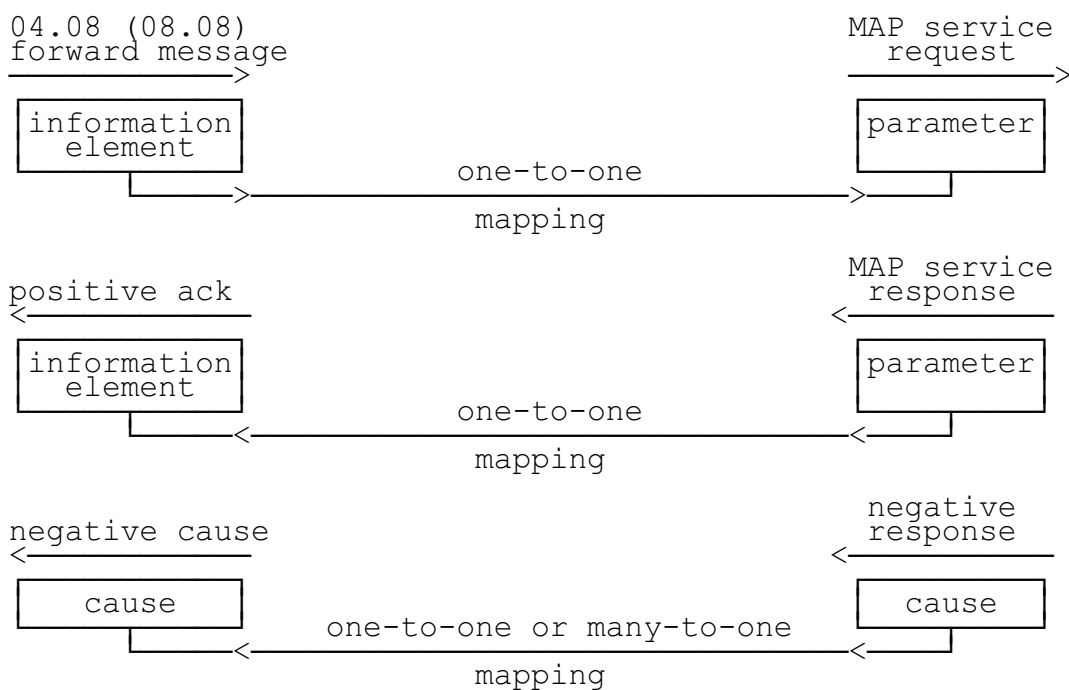 04.08 (08.08)
forward message
MAP service
request
information
element
parameter
one-to-one
mapping
positive ack
MAP service
response
information
element
parameter
one-to-one
mapping
negative cause
negative
response
cause
cause
one-to-one or many-to-one
mapping